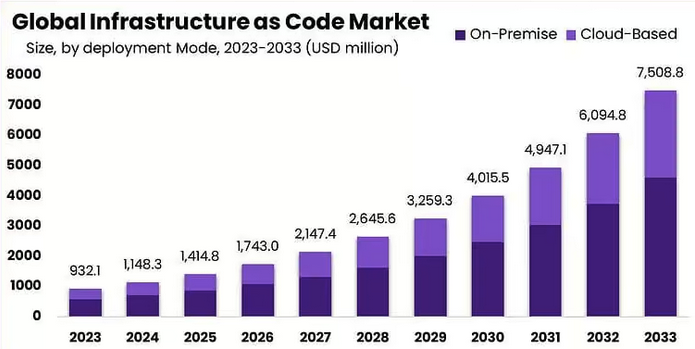 Global Infrastructure as Code Market
Size, by deployment Mode, 2023-2033 (USD million)
On-Premise Cloud-Based
8000
7000
6000
5000
4000
3000
2000
1000
0
932.1 1,148.3 1,414.8 1,743.0 2,147.4 2,645.6 3,259.3 4,015.5 4,947.1 6,094.8 7,508.8
2023 2024 2025 2026 2027 2028 2029 2030 2031 2032 2033